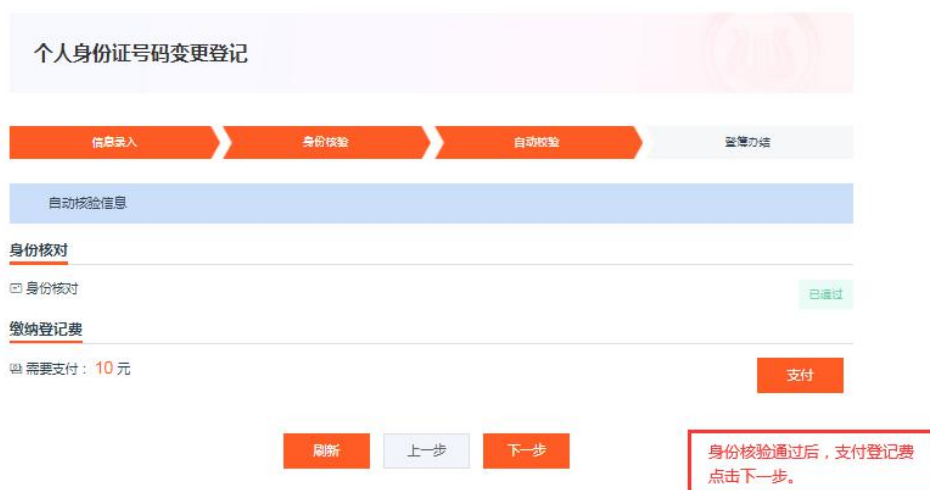 个人身份证号码变更登记
信息录入 身份核验 自动校验 登簿办结
自动核验信息
身份核对
身份核对 已通过
缴纳登记费
需要支付：10 元 支付
刷新 上一步 下一步
身份核验通过后，支付登记费
点击下一步。